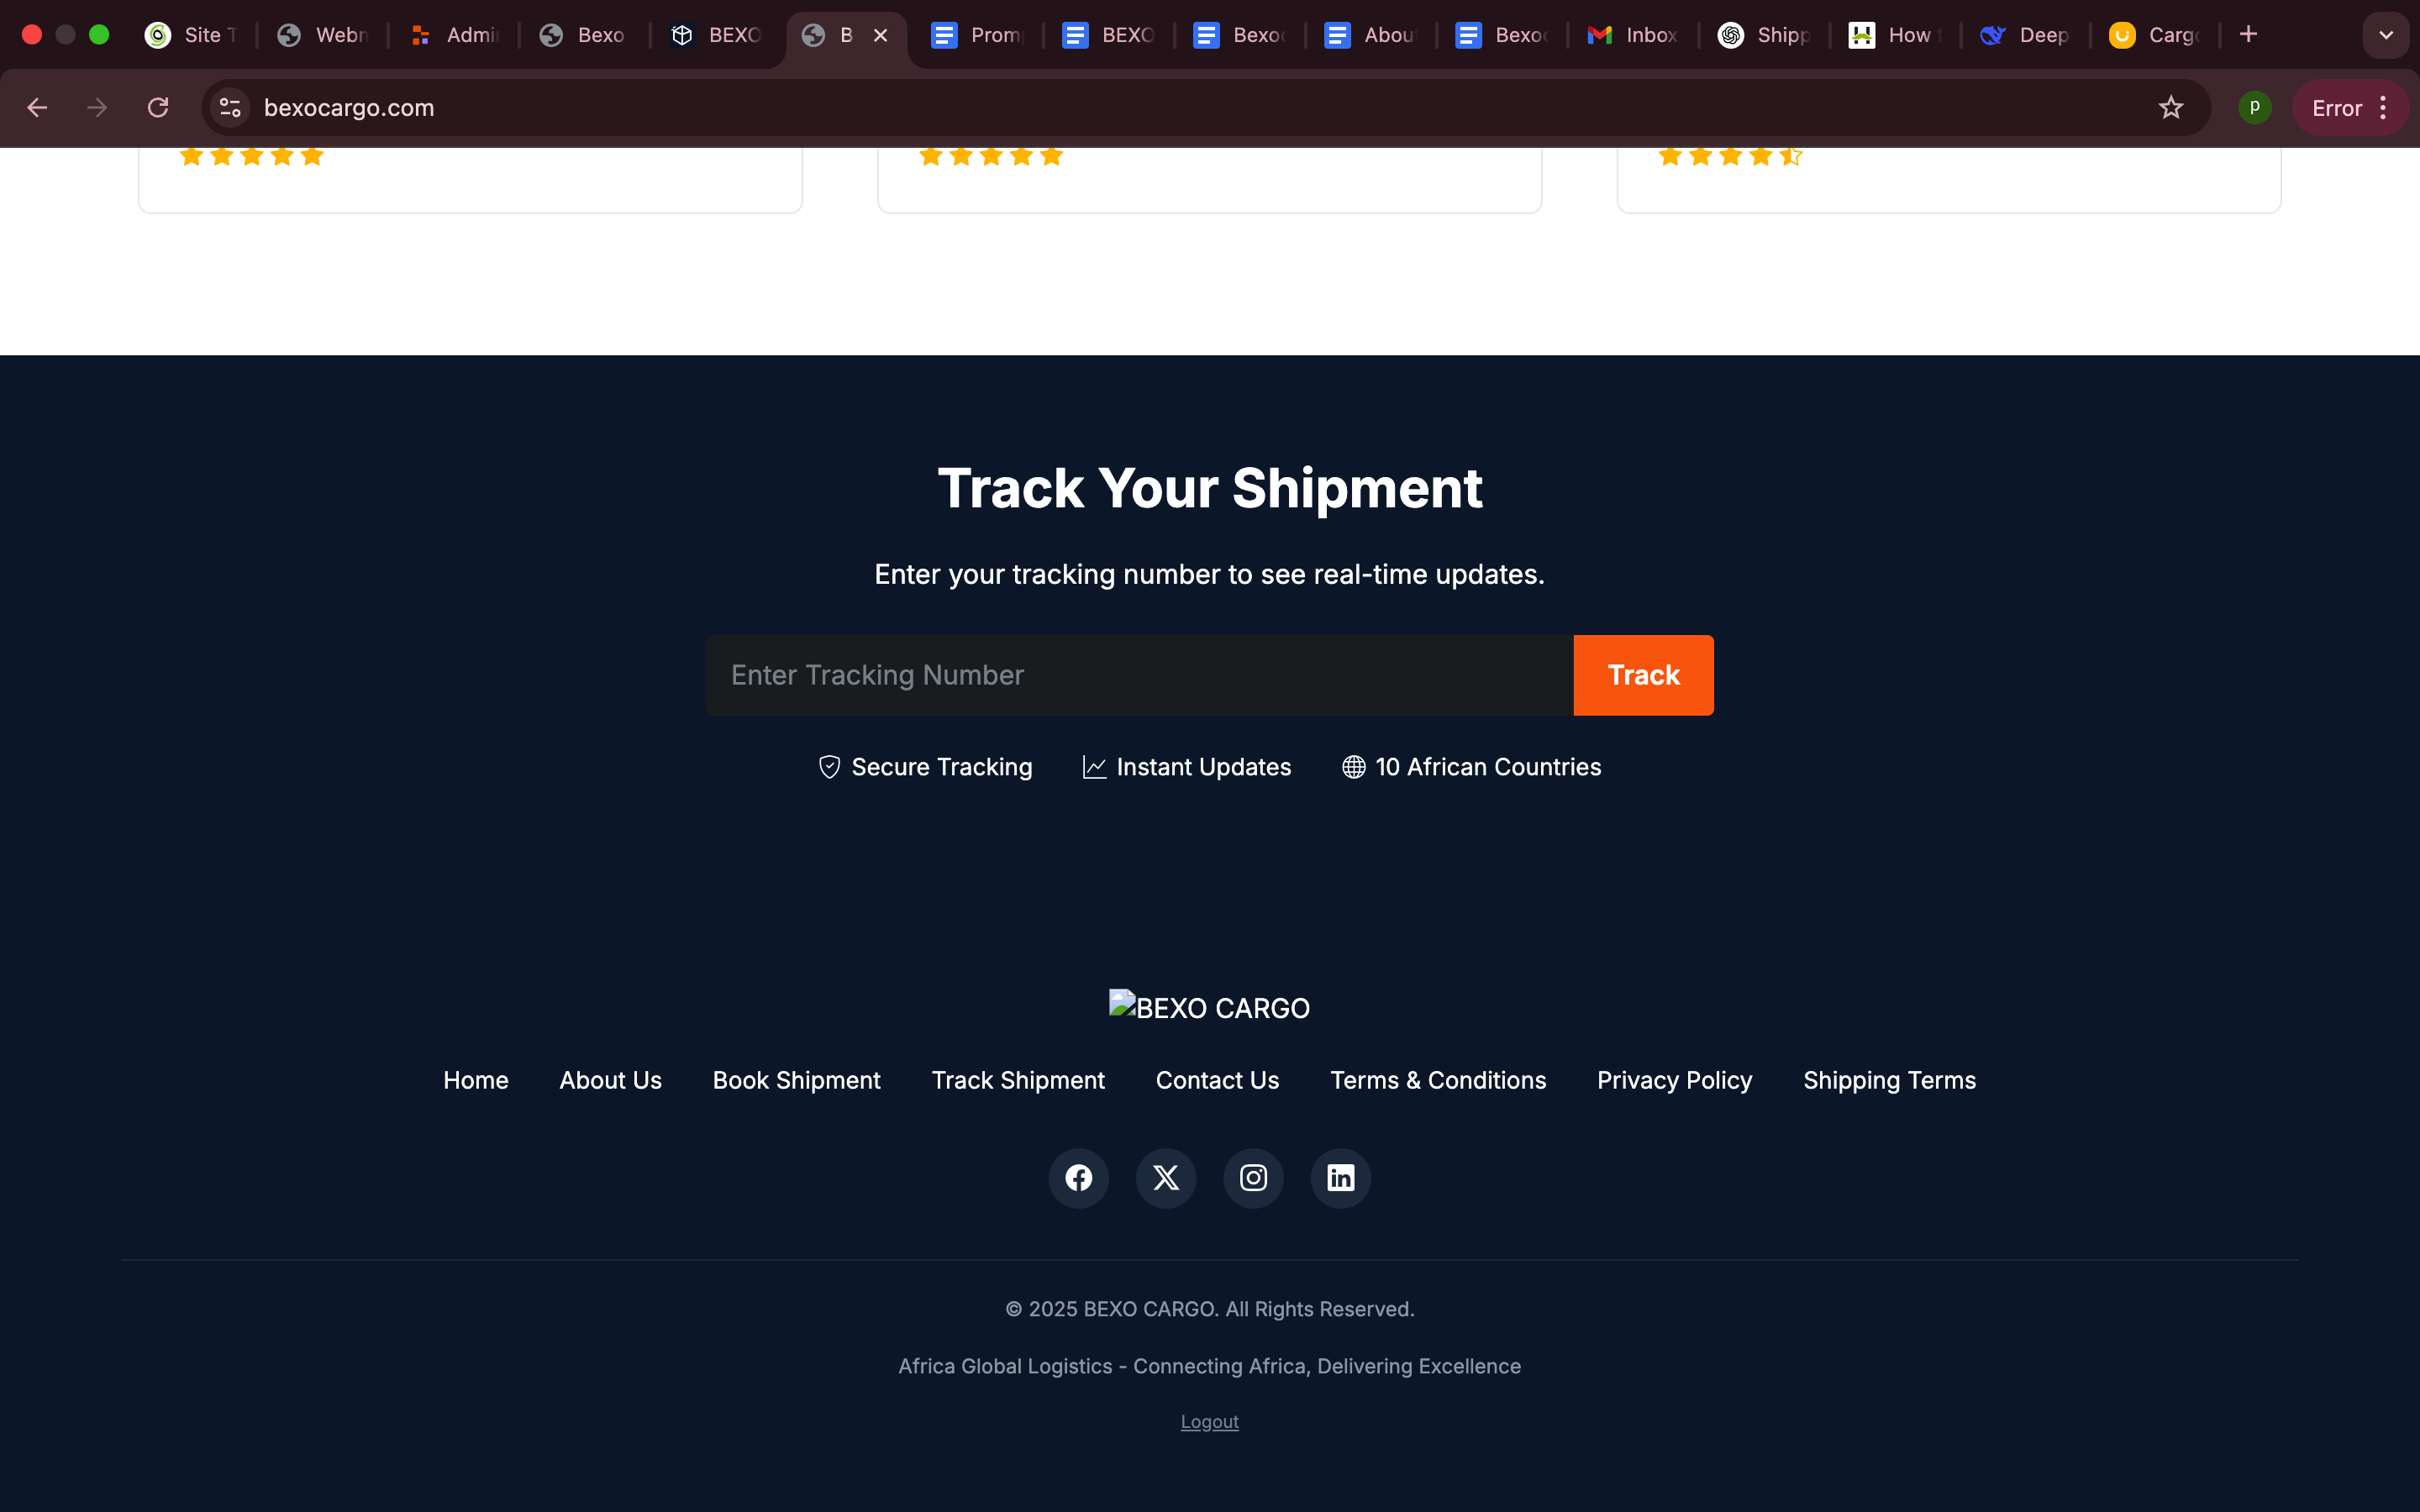 Site T
Webn
Admi
Bexo
BEXO
B
Prom
BEXO
Bexo
Abou
Bexo
Inbox
Shipp
How t
Deep
Carg
bexocargo.com
p
Error
Track Your Shipment
Enter your tracking number to see real-time updates.
Enter Tracking Number
Track
Secure Tracking
Instant Updates
10 African Countries
BEXO CARGO
Home
About Us
Book Shipment
Track Shipment
Contact Us
Terms & Conditions
Privacy Policy
Shipping Terms
© 2025 BEXO CARGO. All Rights Reserved.
Africa Global Logistics - Connecting Africa, Delivering Excellence
Logout